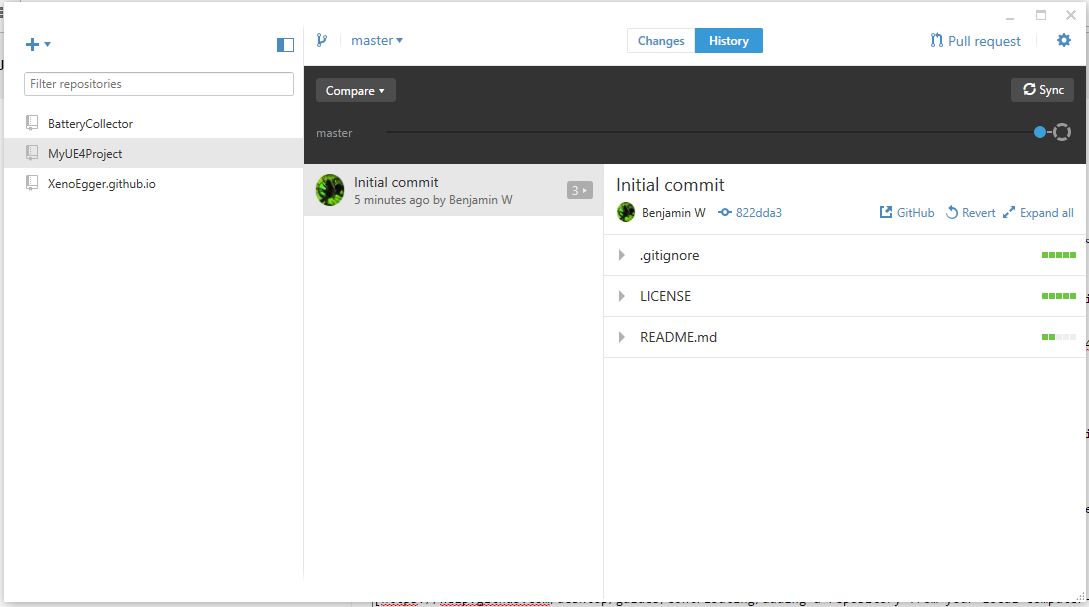 master
Changes
History
Pull request
Filter repositories
BatteryCollector
MyUE4Project
XenoEgger.github.io
Compare
Sync
master
Initial commit
5 minutes ago by Benjamin W
3
Initial commit
Benjamin W
822dda3
GitHub
Revert
Expand all
.gitignore
LICENSE
README.md